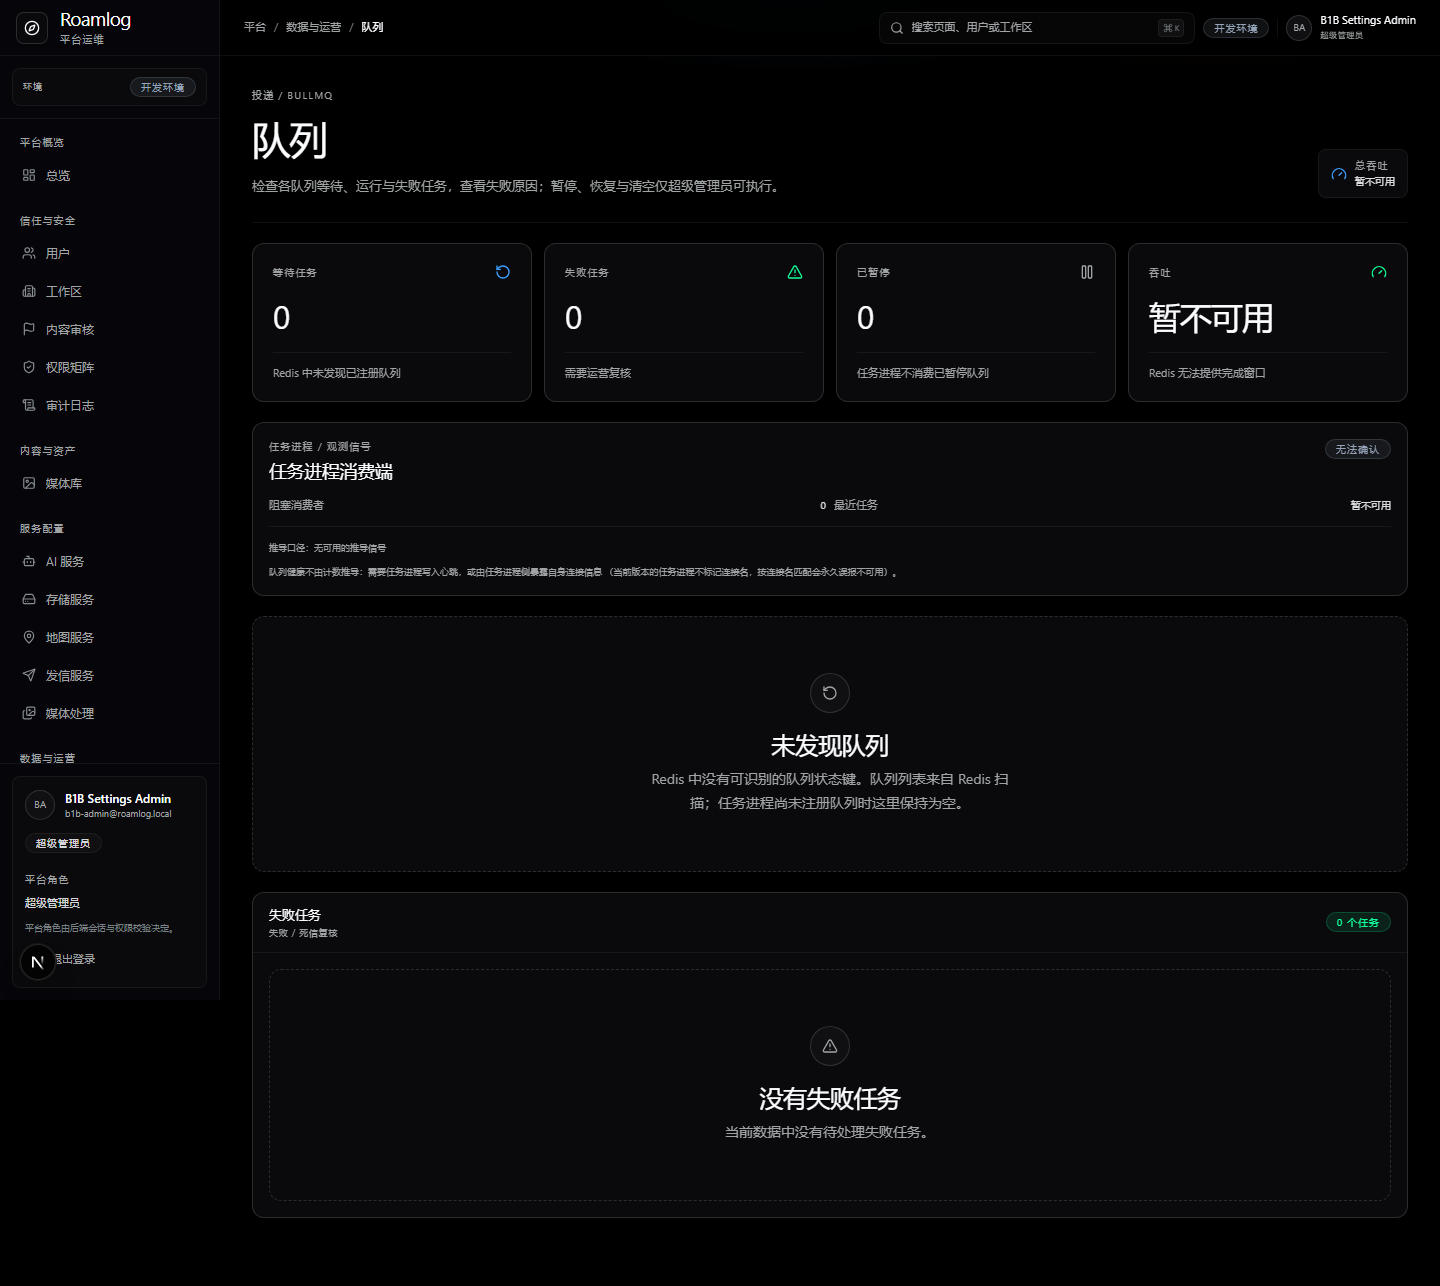 Roamlog
平台运维
环境
开发环境
平台概览
总览
信任与安全
用户
工作区
内容审核
权限矩阵
审计日志
内容与资产
媒体库
服务配置
AI 服务
存储服务
地图服务
发信服务
媒体处理
数据与运营
BA
B1B Settings Admin
b1b-admin@roamlog.local
超级管理员
平台角色
超级管理员
平台角色由后端会话与权限校验决定。
退出登录
平台 / 数据与运营 / 队列
搜索页面、用户或工作区
⌘K
开发环境
BA
B1B Settings Admin
超级管理员
投递 / BULLMQ
队列
检查各队列等待、运行与失败任务，查看失败原因；暂停、恢复与清空仅超级管理员可执行。
总吞吐
暂不可用
等待任务
0
Redis 中未发现已注册队列
失败任务
0
需要运营复核
已暂停
0
任务进程不消费已暂停队列
吞吐
暂不可用
Redis 无法提供完成窗口
任务进程 / 观测信号
任务进程消费端
无法确认
阻塞消费者 0
最近任务 暂不可用
推导口径：无可用的推导信号
队列健康不由计数推导：需要任务进程写入心跳，或由任务进程侧暴露自身连接信息（当前版本的任务进程不标记连接名，按连接名匹配会永久误报不可用）。
未发现队列
Redis 中没有可识别的队列状态键。队列列表来自 Redis 扫
描；任务进程尚未注册队列时这里保持为空。
失败任务
失败 / 死信复核
0 个任务
没有失败任务
当前数据中没有待处理失败任务。